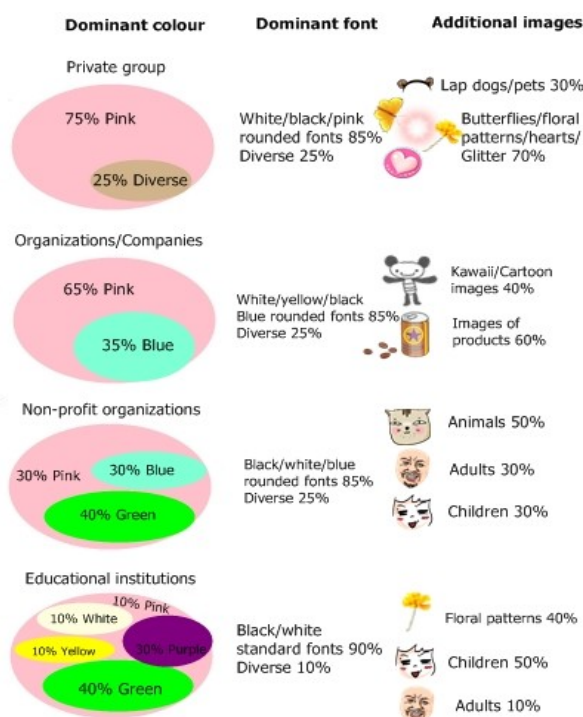 Dominant colour
Dominant font
Additional images
Private group
75% Pink
25% Diverse
White/black/pink
rounded fonts 85%
Diverse 25%
Lap dogs/pets 30%
Butterflies/floral
patterns/hearts/
Glitter 70%
Organizations/Companies
65% Pink
35% Blue
White/yellow/black
Blue rounded fonts 85%
Diverse 25%
Kawaii/Cartoon
images 40%
Images of
products 60%
Non-profit organizations
30% Pink
30% Blue
40% Green
Black/white/blue
rounded fonts 85%
Diverse 25%
Animals 50%
Adults 30%
Children 30%
Educational institutions
10% Pink
10% White
10% Yellow
30% Purple
40% Green
Black/white
standard fonts 90%
Diverse 10%
Floral patterns 40%
Children 50%
Adults 10%